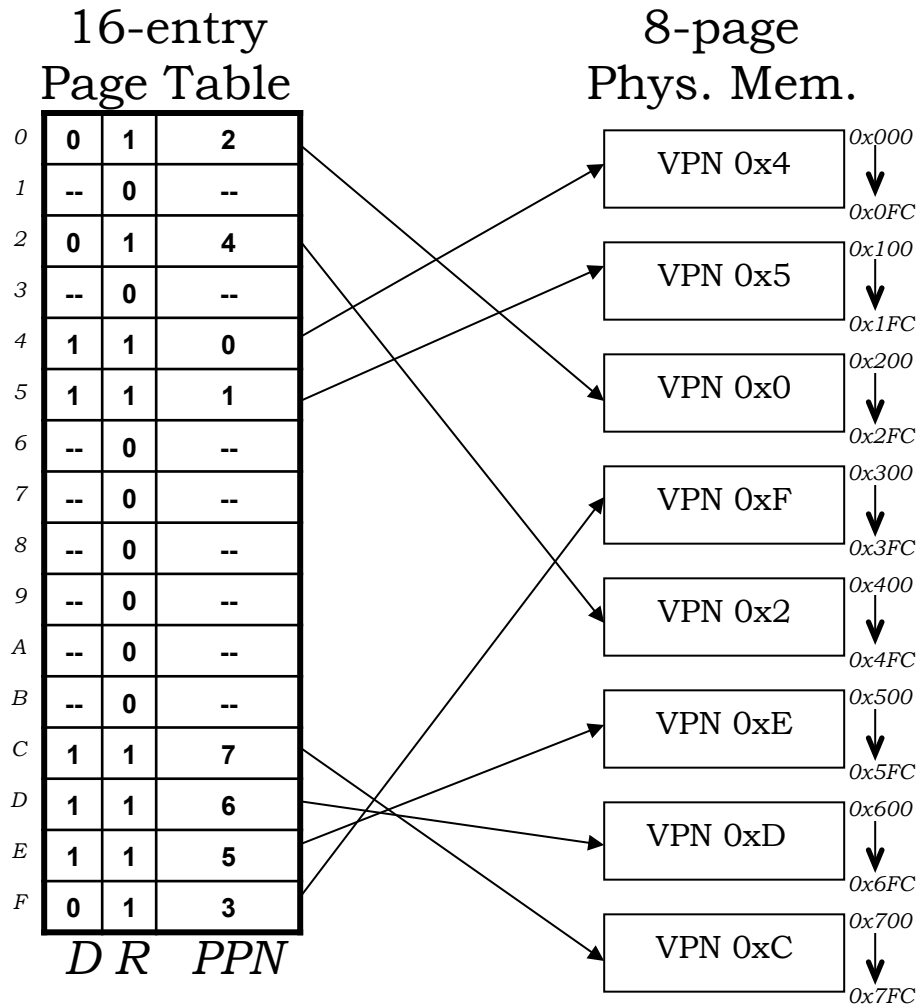 16-entry
Page Table
0 0 1 2
1 -- 0 --
2 0 1 4
3 -- 0 --
4 1 1 0
5 1 1 1
6 -- 0 --
7 -- 0 --
8 -- 0 --
9 -- 0 --
A -- 0 --
B -- 0 --
C 1 1 7
D 1 1 6
E 1 1 5
F 0 1 3
D R PPN
8-page
Phys. Mem.
VPN 0x4
0x000
0x0FC
VPN 0x5
0x100
0x1FC
VPN 0x0
0x200
0x2FC
VPN 0xF
0x300
0x3FC
VPN 0x2
0x400
0x4FC
VPN 0xE
0x500
0x5FC
VPN 0xD
0x600
0x6FC
VPN 0xC
0x700
0x7FC